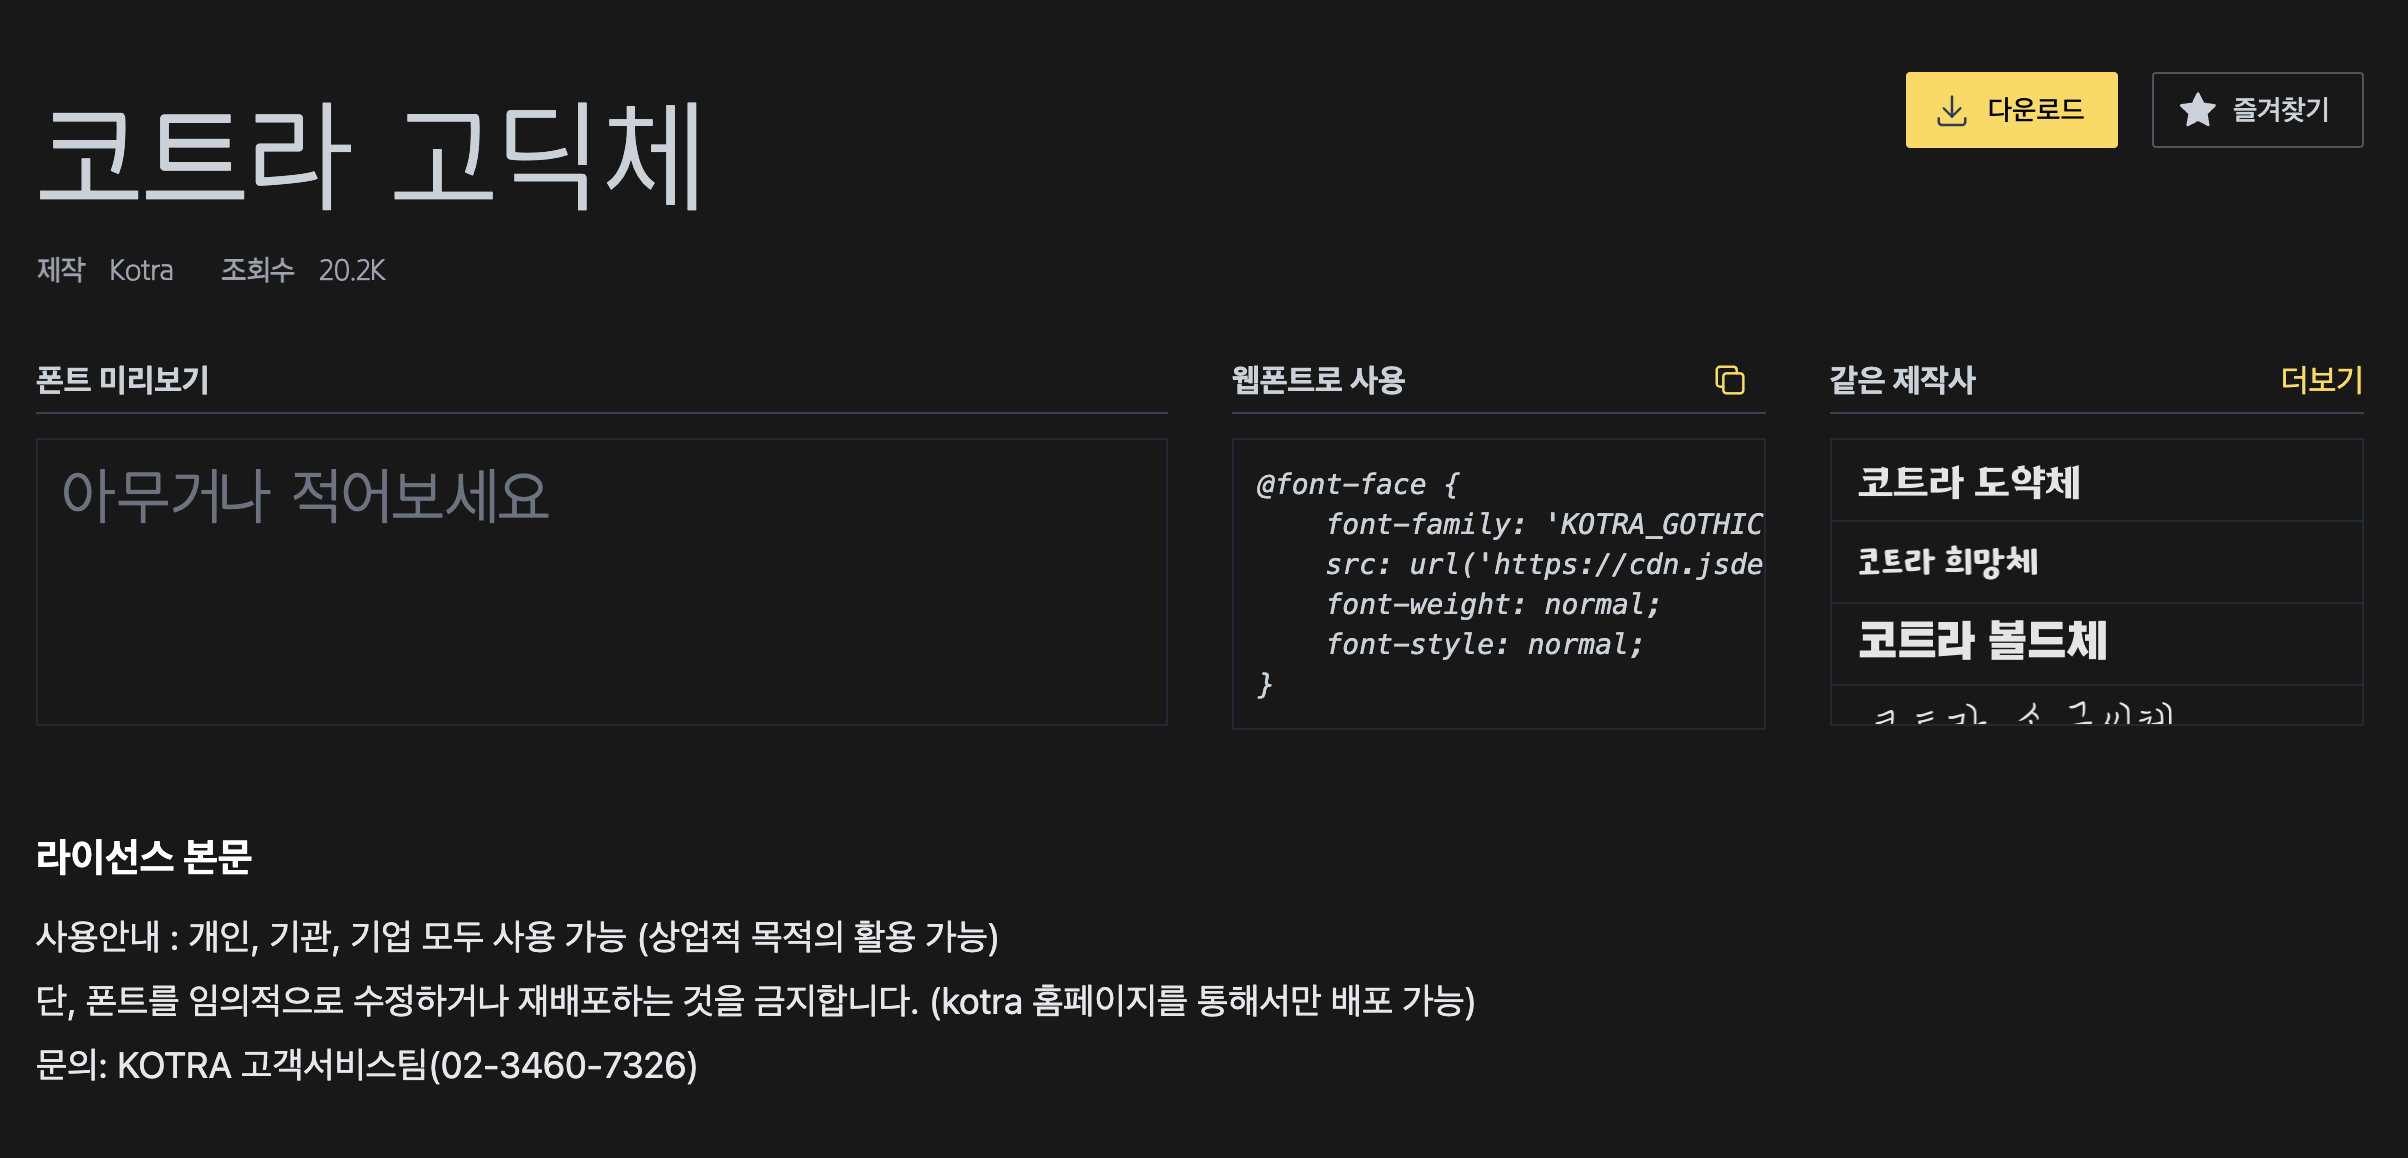 코트라 고딕체
다운로드
즐겨찾기
제작 Kotra 조회수 20.2K
폰트 미리보기
아무거나 적어보세요
웹폰트로 사용
@font-face {
font-family: 'KOTRA_GOTHIC
src: url('https://cdn.jsde
font-weight: normal;
font-style: normal;
}
같은 제작사 더보기
코트라 도약체
코트라 희망체
코트라 볼드체
코트라 손글씨체
라이선스 본문
사용안내 : 개인, 기관, 기업 모두 사용 가능 (상업적 목적의 활용 가능)
단, 폰트를 임의적으로 수정하거나 재배포하는 것을 금지합니다. (kotra 홈페이지를 통해서만 배포 가능)
문의: KOTRA 고객서비스팀(02-3460-7326)